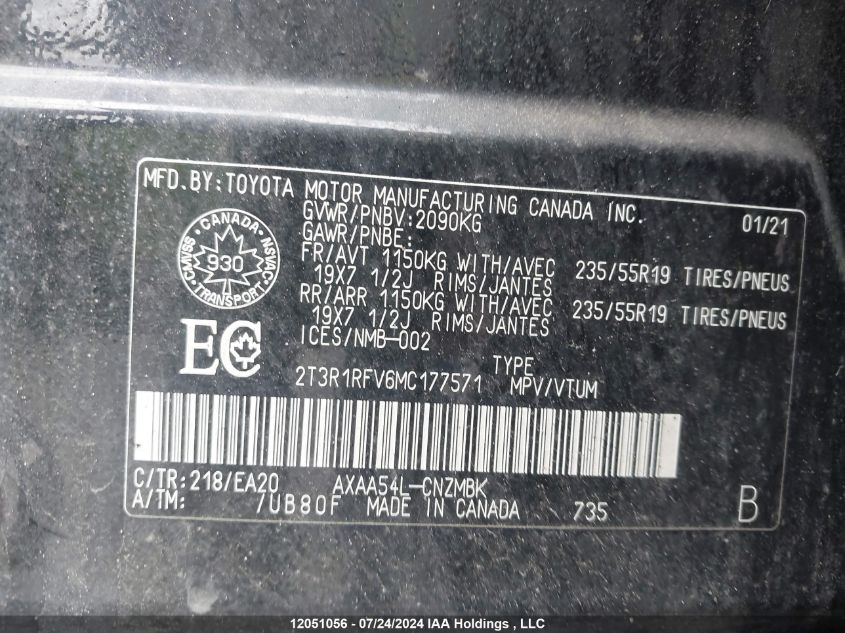 MFD.BY:TOYOTA MOTOR MANUFACTURING CANADA INC. 01/21
GVWR/PNBV:2090KG
GAWR/PNBE:
FR/AVT 1150KG WITH/AVEC 235/55R19 TIRES/PNEUS
19X7 1/2J RIMS/JANTES
RR/ARR 1150KG WITH/AVEC 235/55R19 TIRES/PNEUS
19X7 1/2J RIMS/JANTES
ICES/NMB-002
CANADA
CMVSS 930 NSVAC
TRANSPORT
EC
TYPE
2T3R1RFV6MC177571 MPV/VTUM
C/TR:218/EA20 AXAA54L-CNZMBK
A/TM: /UB80F MADE IN CANADA 735 B
12051056 - 07/24/2024 IAA Holdings , LLC